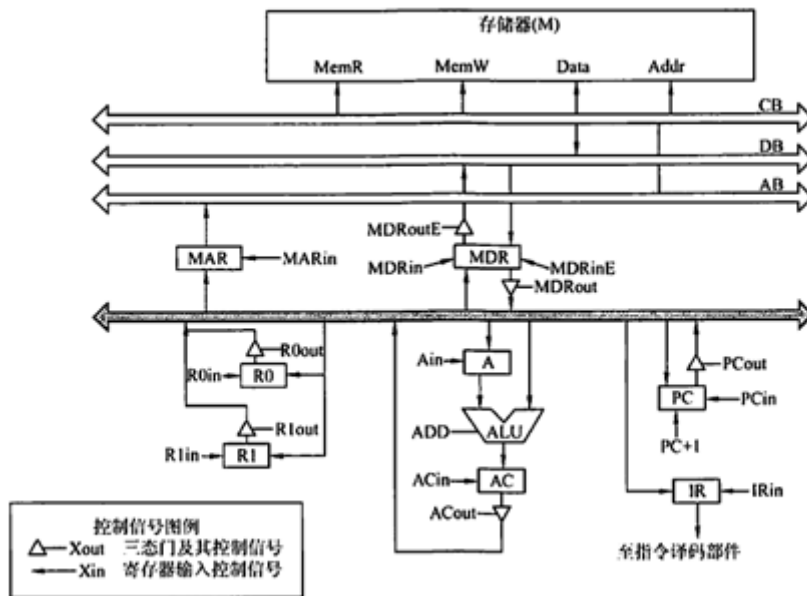 存储器(M)
MemR MemW Data Addr
CB
DB
AB
MDRoutE
MAR MARin
MDRin MDR MDRinE
MDRout
R0out
R0in R0
R1out
R1in R1
Ain A
ADD ALU
ACin AC
ACout
PCout
PC PCin
PC+1
IR IRin
至指令译码部件
控制信号图例
Xout 三态门及其控制信号
Xin 寄存器输入控制信号